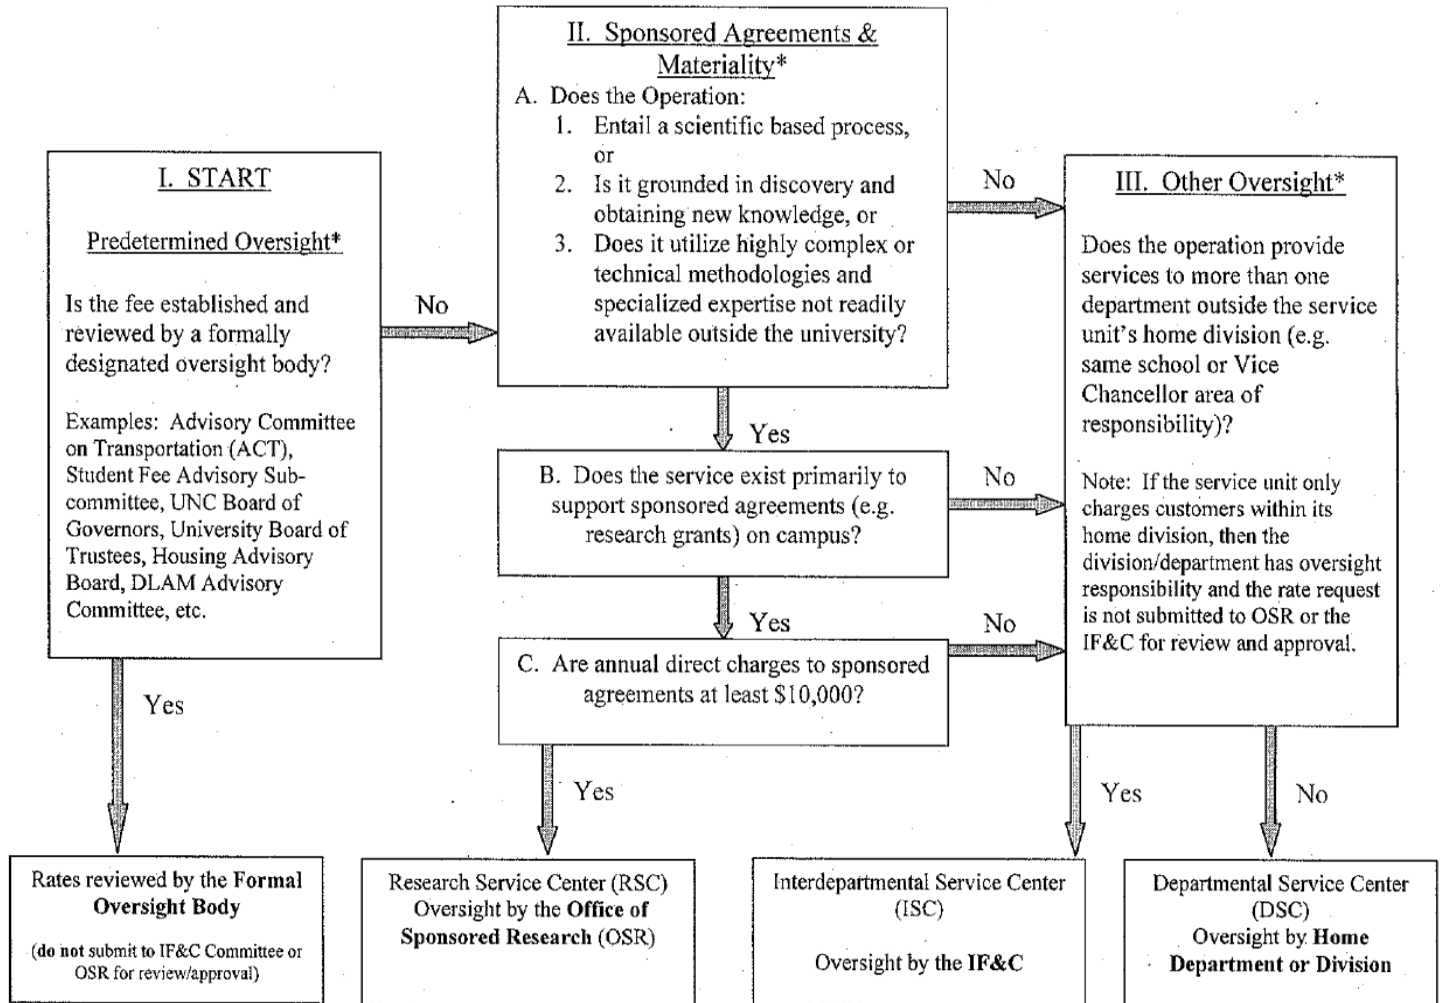 I. START
Predetermined Oversight*
Is the fee established and
reviewed by a formally
designated oversight body?
Examples: Advisory Committee
on Transportation (ACT),
Student Fee Advisory Sub-
committee, UNC Board of
Governors, University Board of
Trustees, Housing Advisory
Board, DLAM Advisory
Committee, etc.
No
Yes
II. Sponsored Agreements &
Materiality*
A. Does the Operation:
1. Entail a scientific based process,
or
2. Is it grounded in discovery and
obtaining new knowledge, or
3. Does it utilize highly complex or
technical methodologies and
specialized expertise not readily
available outside the university?
No
Yes
B. Does the service exist primarily to
support sponsored agreements (e.g.
research grants) on campus?
No
Yes
C. Are annual direct charges to sponsored
agreements at least $10,000?
No
Yes
III. Other Oversight*
Does the operation provide
services to more than one
department outside the service
unit's home division (e.g.
same school or Vice
Chancellor area of
responsibility)?
Note: If the service unit only
charges customers within its
home division, then the
division/department has oversight
responsibility and the rate request
is not submitted to OSR or the
IF&C for review and approval.
Yes
No
Rates reviewed by the Formal
Oversight Body
(do not submit to IF&C Committee or
OSR for review/approval)
Research Service Center (RSC)
Oversight by the Office of
Sponsored Research (OSR)
Interdepartmental Service Center
(ISC)
Oversight by the IF&C
Departmental Service Center
(DSC)
Oversight by Home
Department or Division